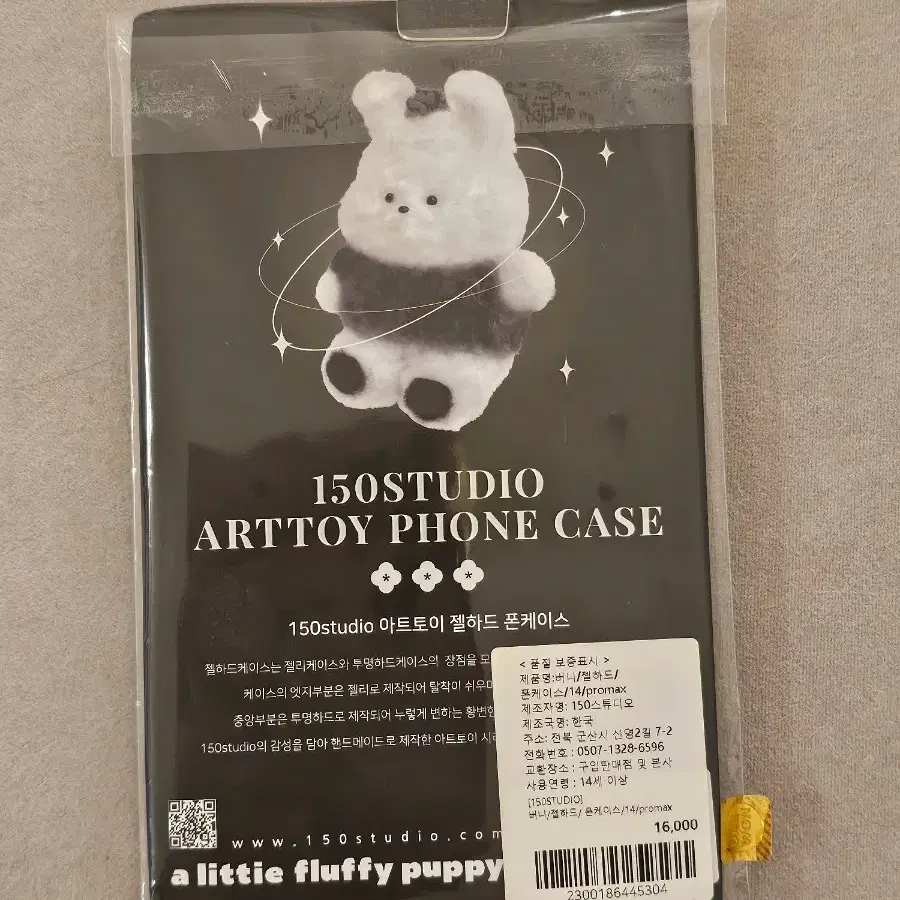 150STUDIO
ARTTOY PHONE CASE
150studio 아트토이 젤하드 폰케이스
젤하드케이스는 젤리케이스와 투명하드케이스의 장점을
케이스의 엣지부분은 젤리로 제작되어 탈착이 쉬우며
중앙부분은 투명하드로 제작되어 누렇게 변하는 황변현
150studio의 감성을 담아 핸드메이드로 제작한 아트토이 시리
www.150studio.com
a little fluffy puppy
< 품질 보증표시 >
제품명:버니/젤하드/
폰케이스/14/promax
제조자명: 150스튜디오
제조국명: 한국
주소: 전북 군산시 신평2길 7-2
전화번호 : 0507-1328-6596
교환장소 : 구입판매점 및 본사
사용연령 : 14세 이상
[150STUDIO]
버니/젤하드/ 폰케이스/14/promax
16,000
2300186445304